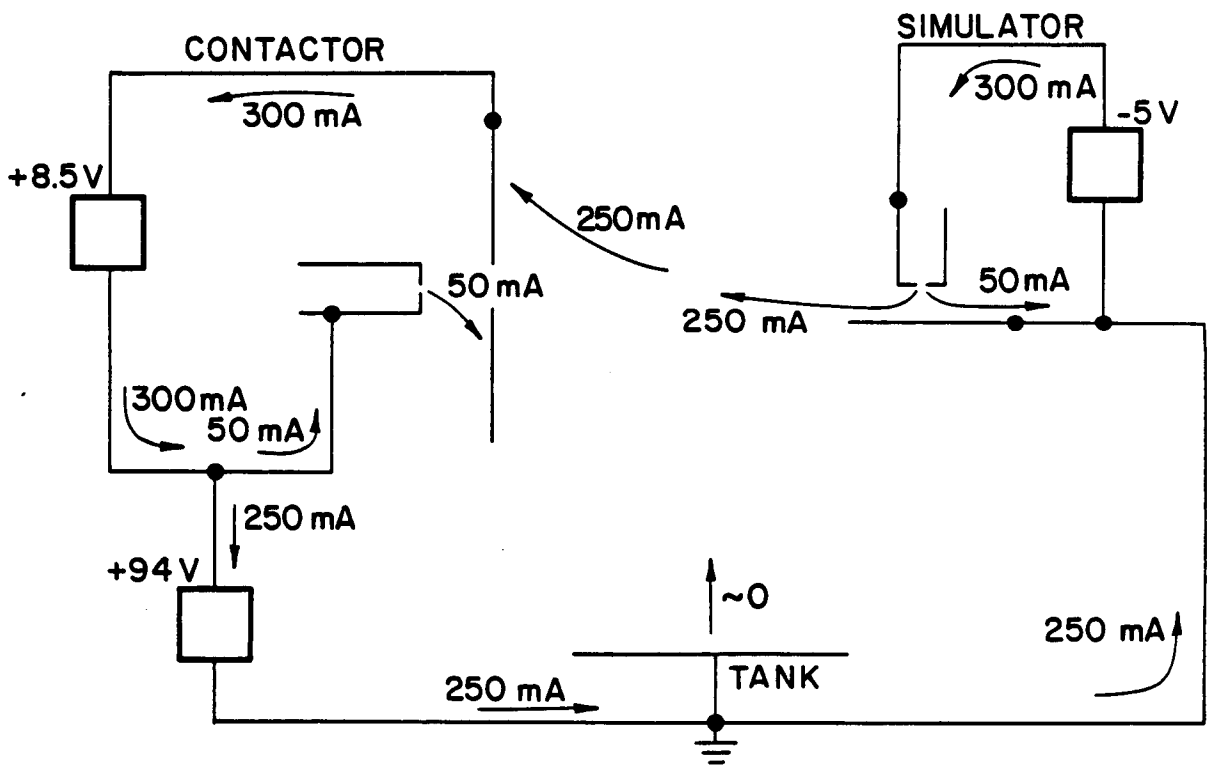 SIMULATOR
CONTACTOR
300 mA
300 mA
-5 V
+8.5 V
250mA
50 mA
50 mA
250 mA
300mA
50 mA
250 mA
+94 V
~0
250 mA
TANK
250 mA